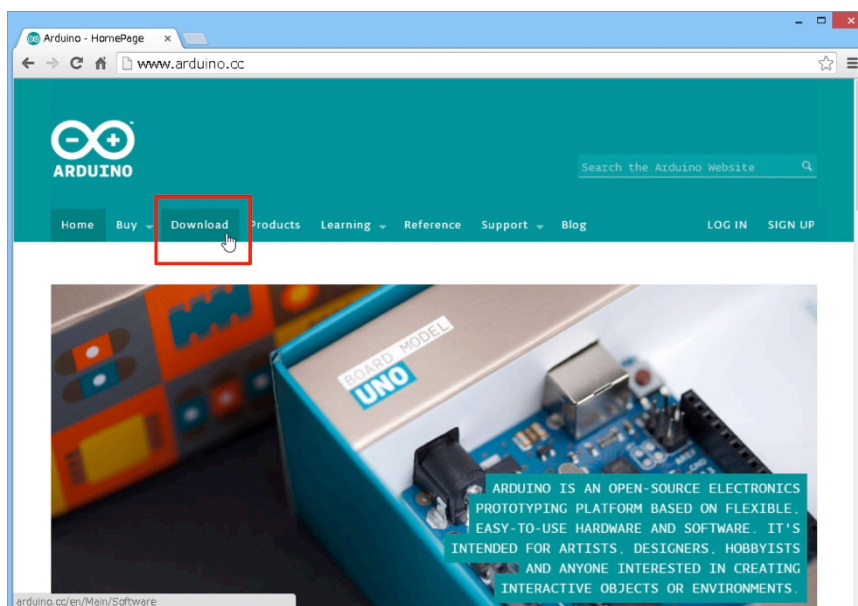 Arduino - HomePage
www.arduino.cc
ARDUINO
Search the Arduino Website
Home Buy Download Products Learning Reference Support Blog LOG IN SIGN UP
BOARD MODEL
UNO
AREF
ARDUINO IS AN OPEN-SOURCE ELECTRONICS
PROTOTYPING PLATFORM BASED ON FLEXIBLE,
EASY-TO-USE HARDWARE AND SOFTWARE. IT'S
INTENDED FOR ARTISTS, DESIGNERS, HOBBYISTS
AND ANYONE INTERESTED IN CREATING
INTERACTIVE OBJECTS OR ENVIRONMENTS.
arduino.cc/en/Main/Software